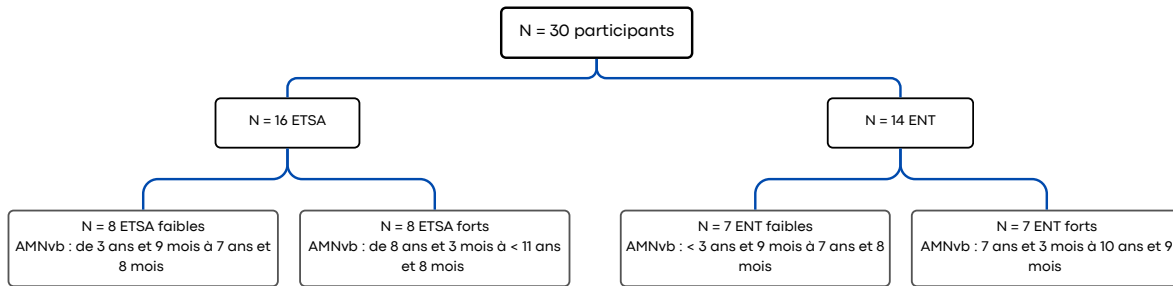 N = 30 participants
N = 16 ETSA
N = 14 ENT
N = 8 ETSA faibles
AMNvb : de 3 ans et 9 mois à 7 ans et
8 mois
N = 8 ETSA forts
AMNvb : de 8 ans et 3 mois à < 11 ans
et 8 mois
N = 7 ENT faibles
AMNvb : < 3 ans et 9 mois à 7 ans et 8
mois
N = 7 ENT forts
AMNvb : 7 ans et 3 mois à 10 ans et 9
mois